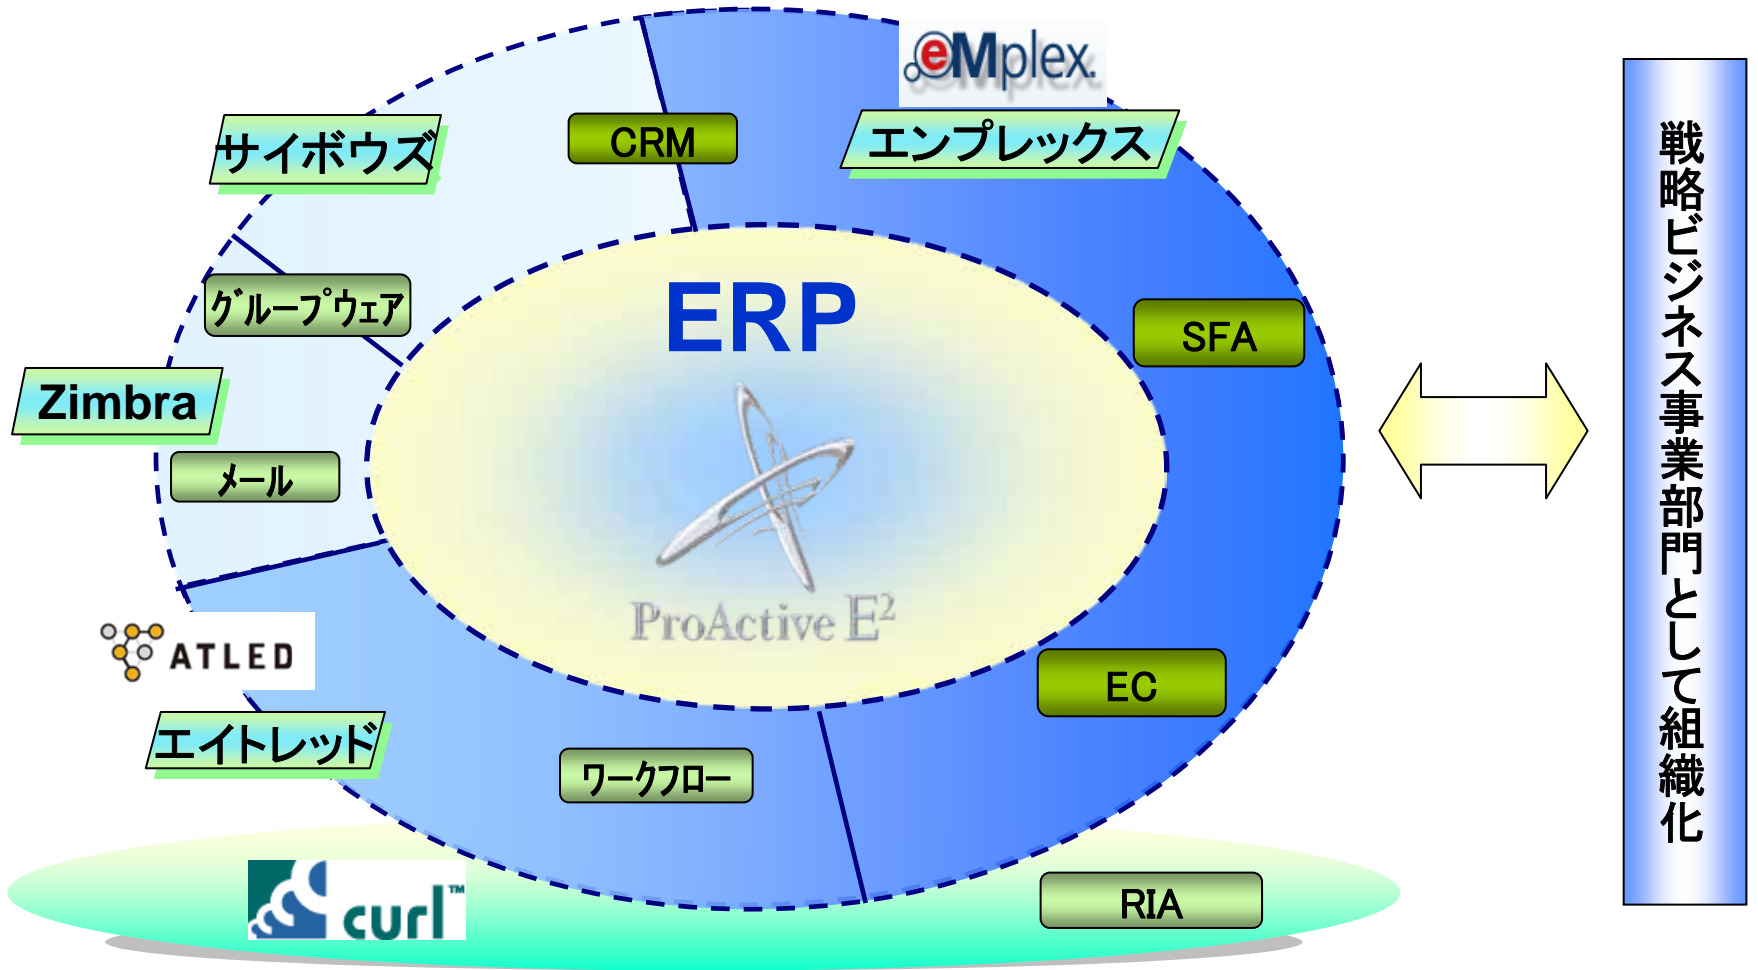 eMplex.
サイボウズ
CRM
エンプレックス
グループウェア
ERP
SFA
Zimbra
メール
ProActive E²
ATLED
エイトレッド
EC
ワークフロー
curl™
RIA
戦略ビジネス事業部門として組織化